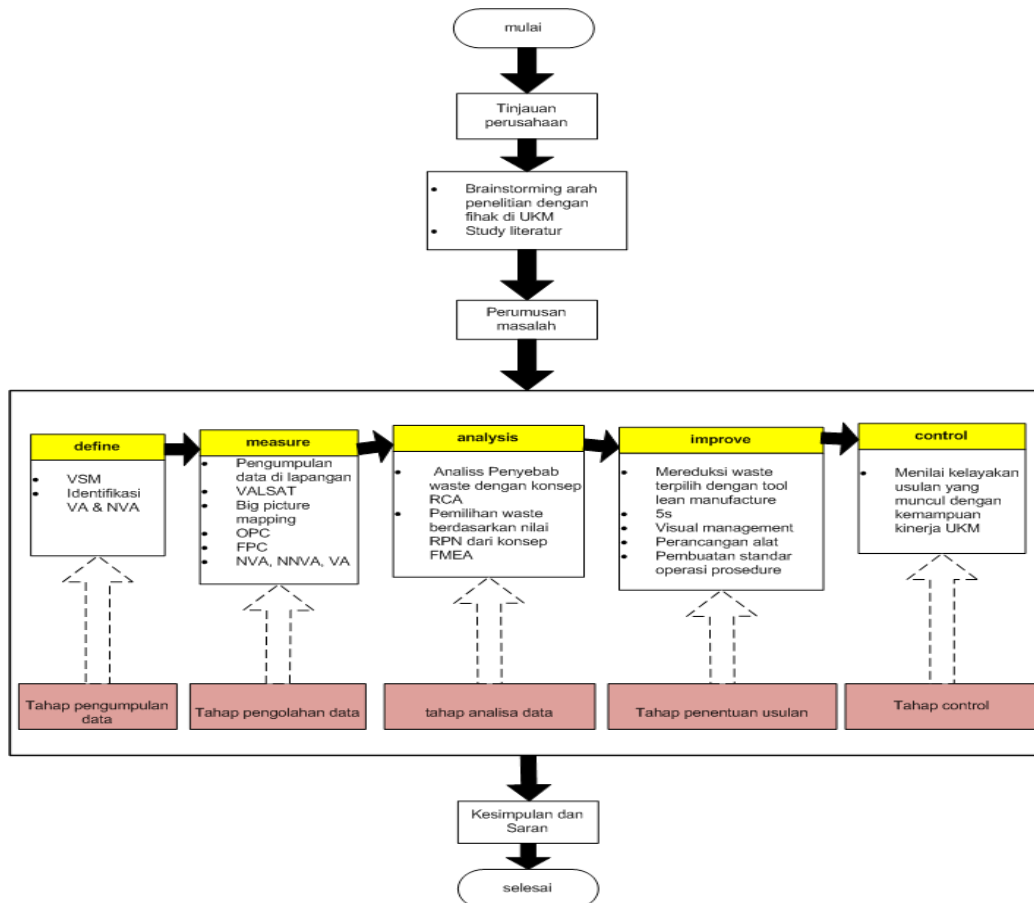 mulai
Tinjauan
perusahaan
• Brainstorming arah
penelitian dengan
fihak di UKM
• Study literatur
Perumusan
masalah
define
• VSM
• Identifikasi
VA & NVA
measure
• Pengumpulan
data di lapangan
• VALSAT
• Big picture
mapping
• OPC
• FPC
• NVA, NNVA, VA
analysis
• Analiss Penyebab
waste dengan konsep
RCA
• Pemilihan waste
berdasarkan nilai
RPN dari konsep
FMEA
improve
• Mereduksi waste
terpilih dengan tool
lean manufacture
• 5s
• Visual management
• Perancangan alat
• Pembuatan standar
operasi prosedure
control
• Menilai kelayakan
usulan yang
muncul dengan
kemampuan
kinerja UKM
Tahap pengumpulan
data
Tahap pengolahan data
tahap analisa data
Tahap penentuan usulan
Tahap control
Kesimpulan dan
Saran
selesai